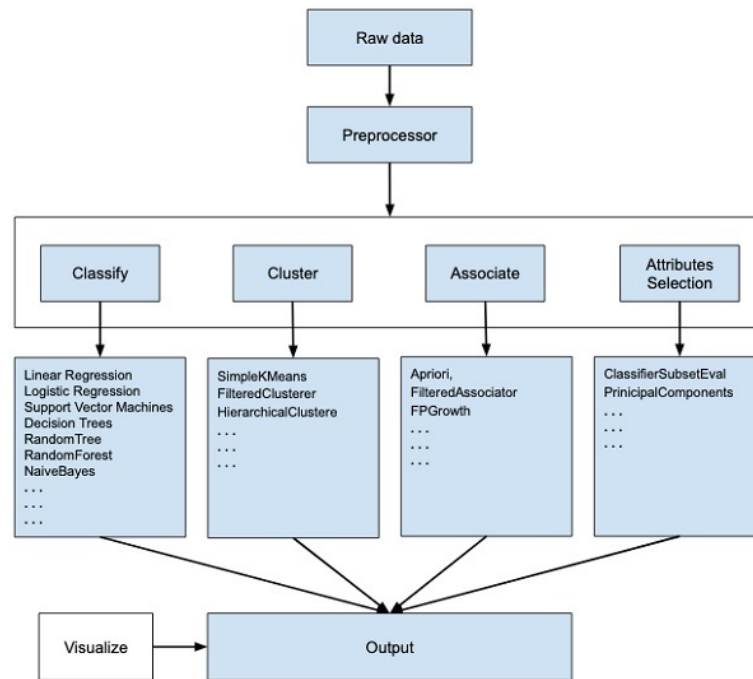 Raw data
Preprocessor
Classify
Cluster
Associate
Attributes
Selection
Linear Regression
Logistic Regression
Support Vector Machines
Decision Trees
RandomTree
RandomForest
NaiveBayes
. . .
. . .
. . .
SimpleKMeans
FilteredClusterer
HierarchicalClustere
. . .
. . .
. . .
Apriori,
FilteredAssociator
FPGrowth
. . .
. . .
. . .
ClassifierSubsetEval
PrinicipalComponents
. . .
. . .
. . .
Visualize
Output